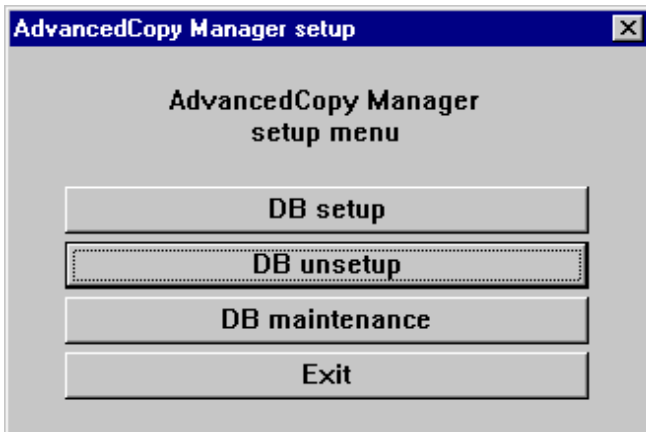 AdvancedCopy Manager setup
AdvancedCopy Manager
setup menu
DB setup
DB unsetup
DB maintenance
Exit